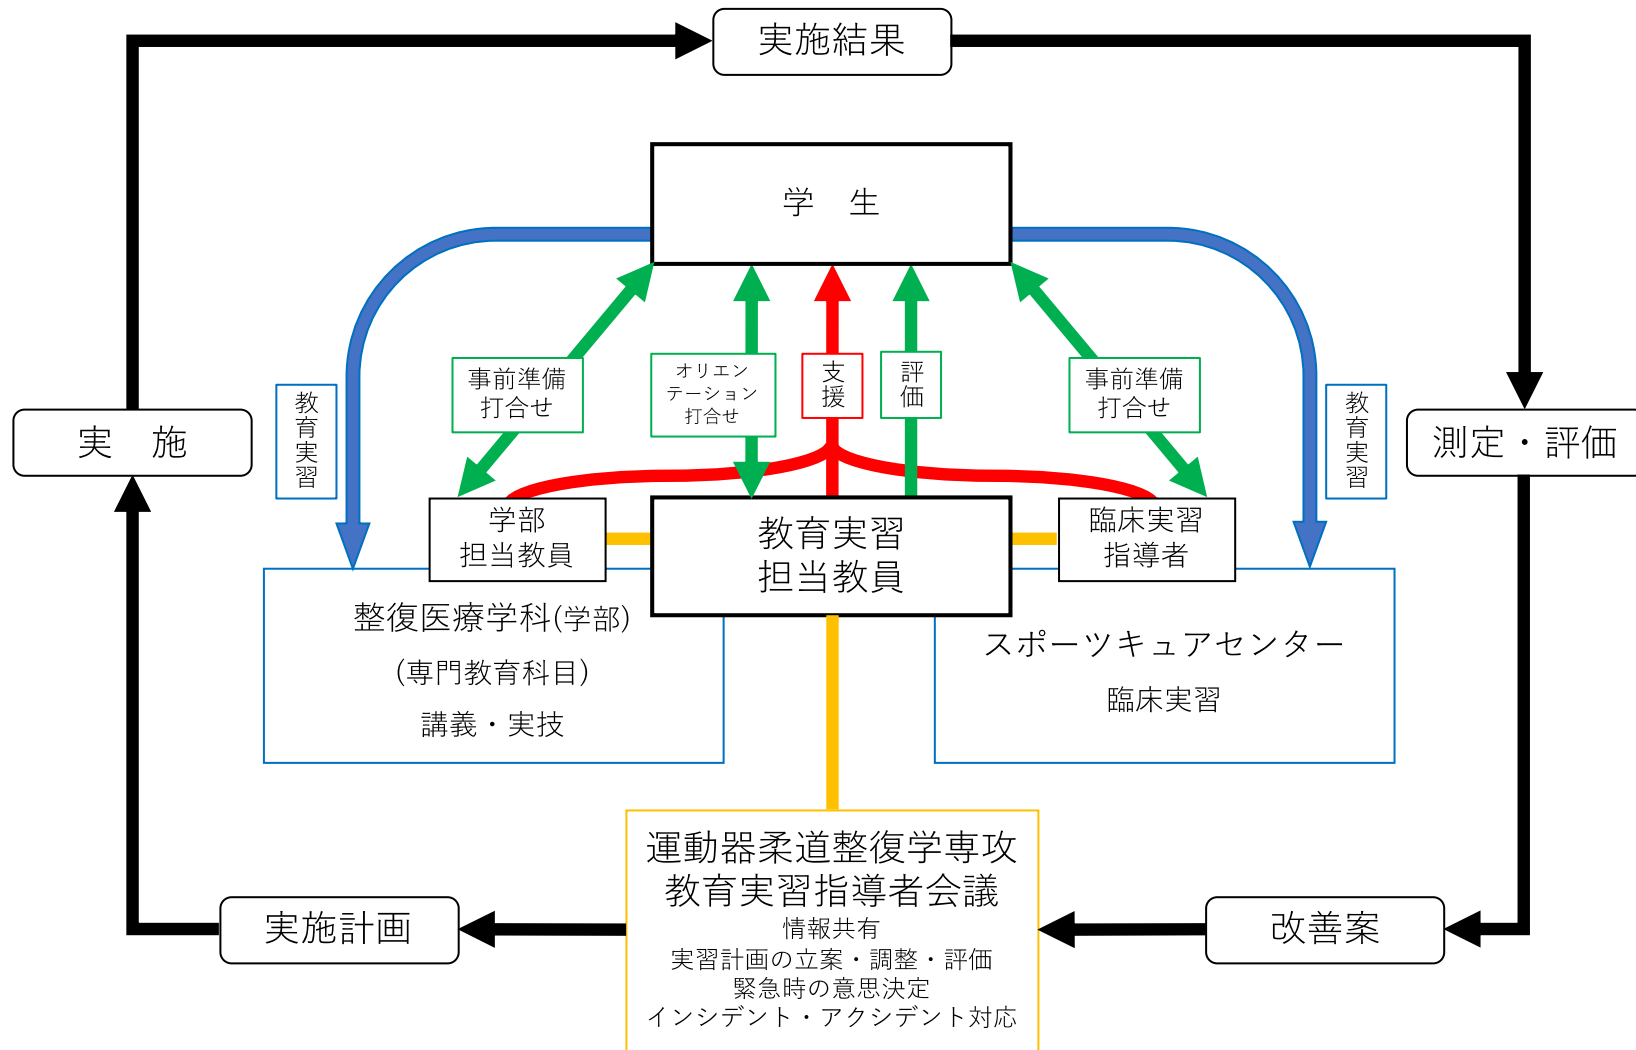 実施結果
学　生
事前準備
打合せ
オリエン
テーション
打合せ
支援
評価
事前準備
打合せ
教育実習
教育実習
実　施
測定・評価
学部
担当教員
教育実習
担当教員
臨床実習
指導者
整復医療学科(学部)
(専門教育科目)
講義・実技
スポーツキュアセンター
臨床実習
運動器柔道整復学専攻
教育実習指導者会議
情報共有
実習計画の立案・調整・評価
緊急時の意思決定
インシデント・アクシデント対応
実施計画
改善案